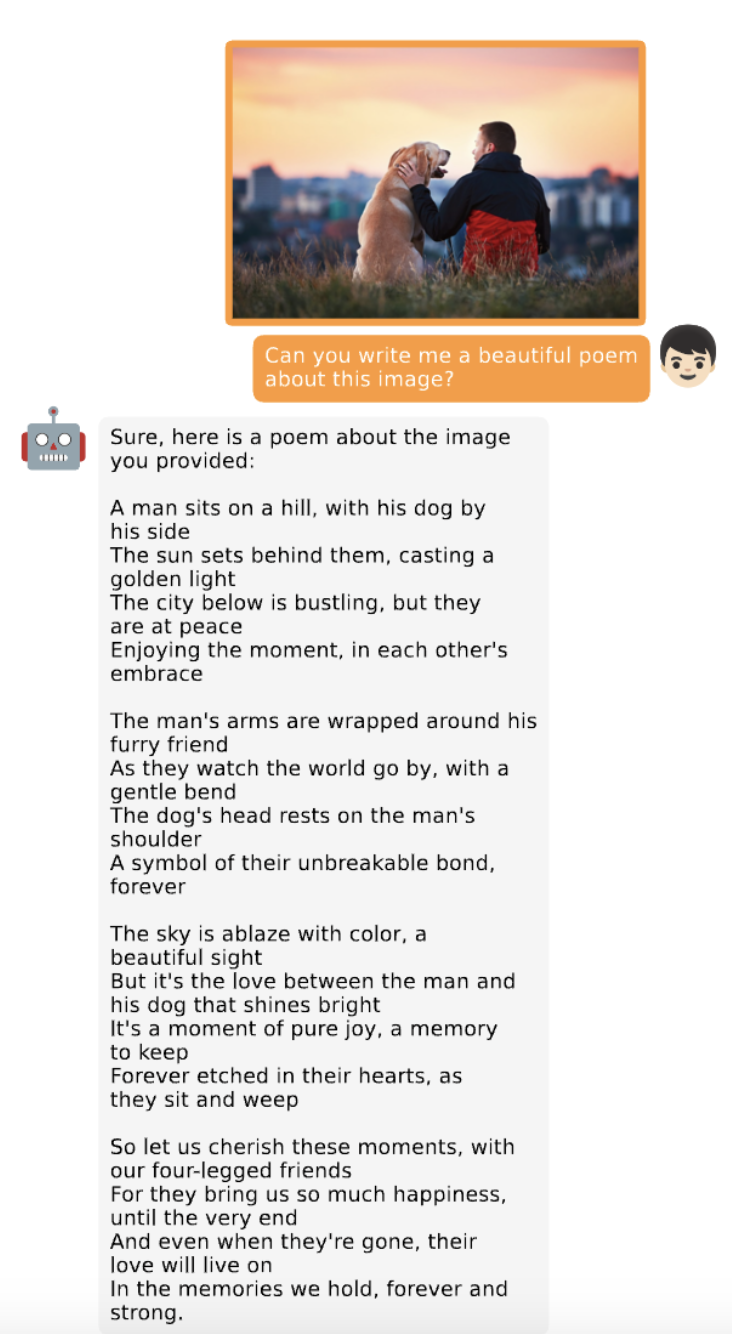 Can you write me a beautiful poem
about this image?
Sure, here is a poem about the image
you provided:
A man sits on a hill, with his dog by
his side
The sun sets behind them, casting a
golden light
The city below is bustling, but they
are at peace
Enjoying the moment, in each other's
embrace
The man's arms are wrapped around his
furry friend
As they watch the world go by, with a
gentle bend
The dog's head rests on the man's
shoulder
A symbol of their unbreakable bond,
forever
The sky is ablaze with color, a
beautiful sight
But it's the love between the man and
his dog that shines bright
It's a moment of pure joy, a memory
to keep
Forever etched in their hearts, as
they sit and weep
So let us cherish these moments, with
our four-legged friends
For they bring us so much happiness,
until the very end
And even when they're gone, their
love will live on
In the memories we hold, forever and
strong.